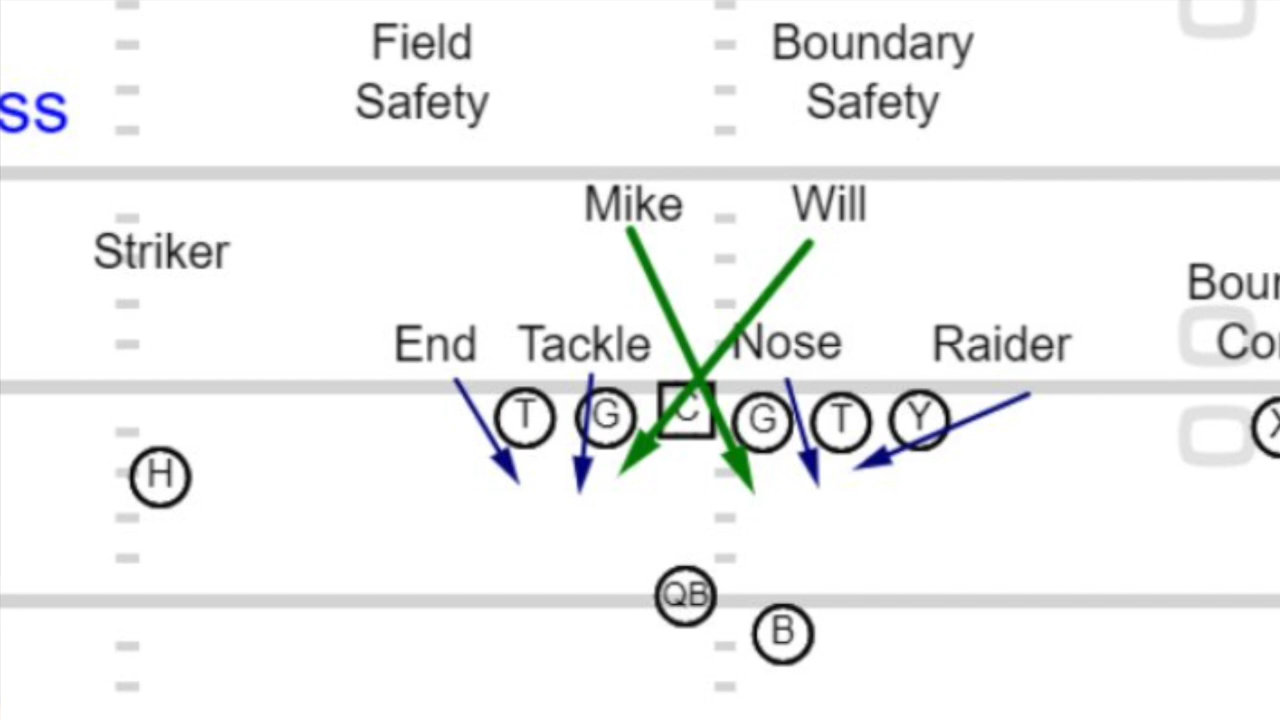 Field
Safety
Boundary
Safety
ss
Mike
Will
Striker
End
Tackle
Nose
Raider
T
G
C
G
T
Y
H
QB
B